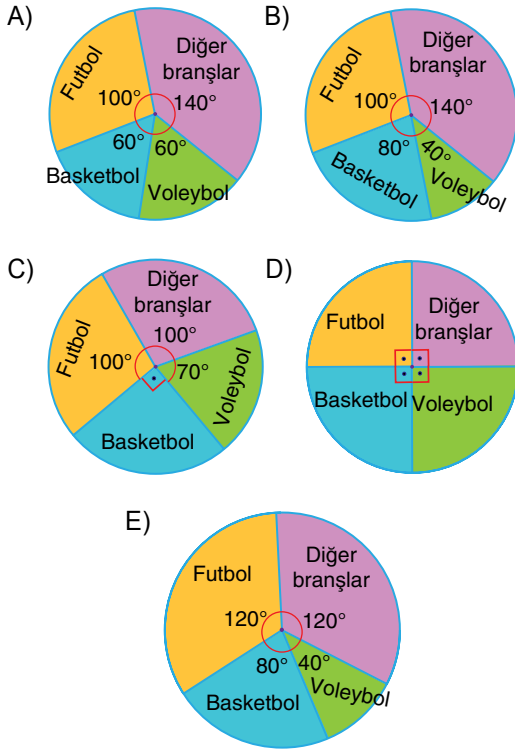 A)
Futbol
Diğer
branşlar
100°
140°
60°
60°
Basketbol
Voleybol
B)
Futbol
Diğer
branşlar
100°
140°
80°
40°
Basketbol
Voleybol
C)
Diğer
branşlar
Futbol
100°
100°
70°
Voleybol
Basketbol
D)
Futbol
Diğer
branşlar
Basketbol
Voleybol
E)
Futbol
Diğer
branşlar
120°
120°
80°
40°
Basketbol
Voleybol